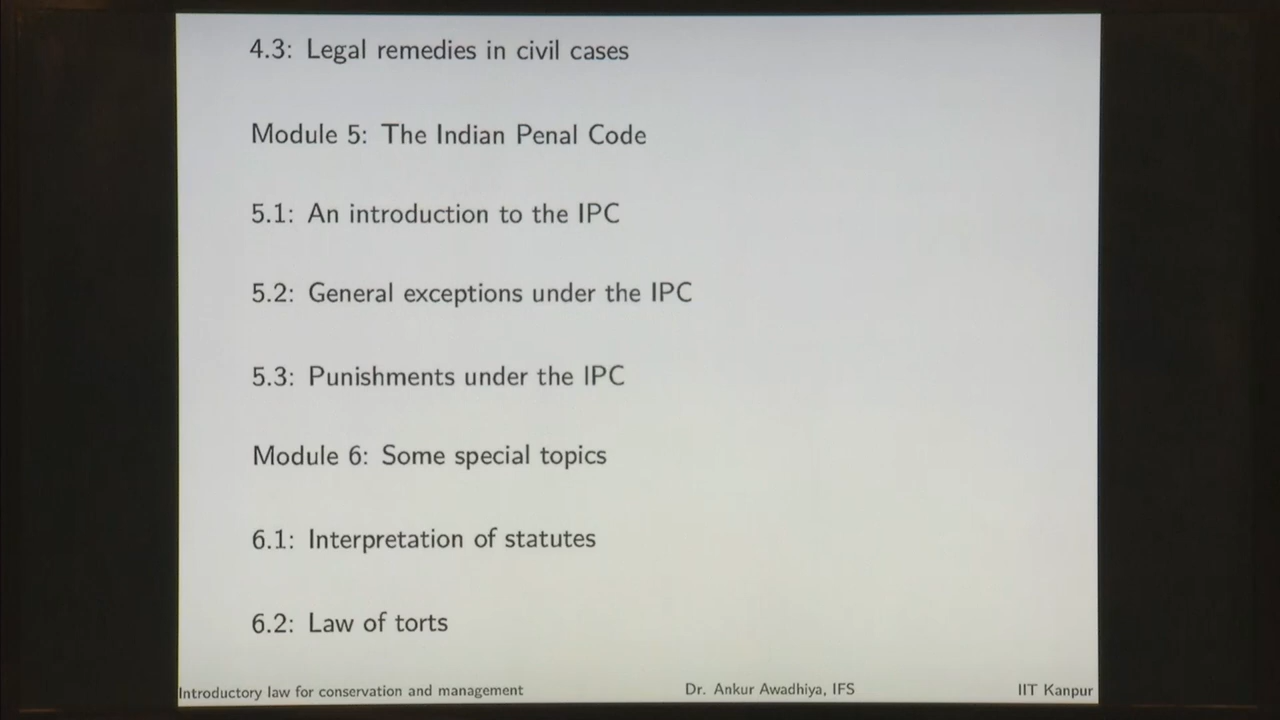 4.3: Legal remedies in civil cases
Module 5: The Indian Penal Code
5.1: An introduction to the IPC
5.2: General exceptions under the IPC
5.3: Punishments under the IPC
Module 6: Some special topics
6.1: Interpretation of statutes
6.2: Law of torts
Introductory law for conservation and management Dr. Ankur Awadhiya, IFS IIT Kanpur